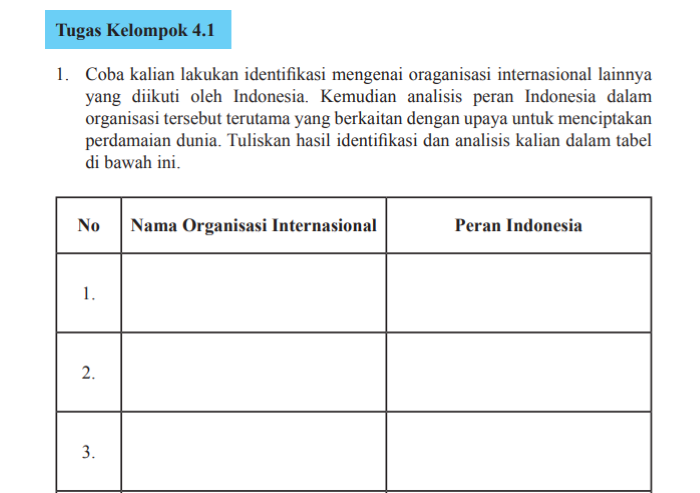 Tugas Kelompok 4.1
1. Coba kalian lakukan identifikasi mengenai oraganisasi internasional lainnya
yang diikuti oleh Indonesia. Kemudian analisis peran Indonesia dalam
organisasi tersebut terutama yang berkaitan dengan upaya untuk menciptakan
perdamaian dunia. Tuliskan hasil identifikasi dan analisis kalian dalam tabel
di bawah ini.
No Nama Organisasi Internasional Peran Indonesia
1.
2.
3.